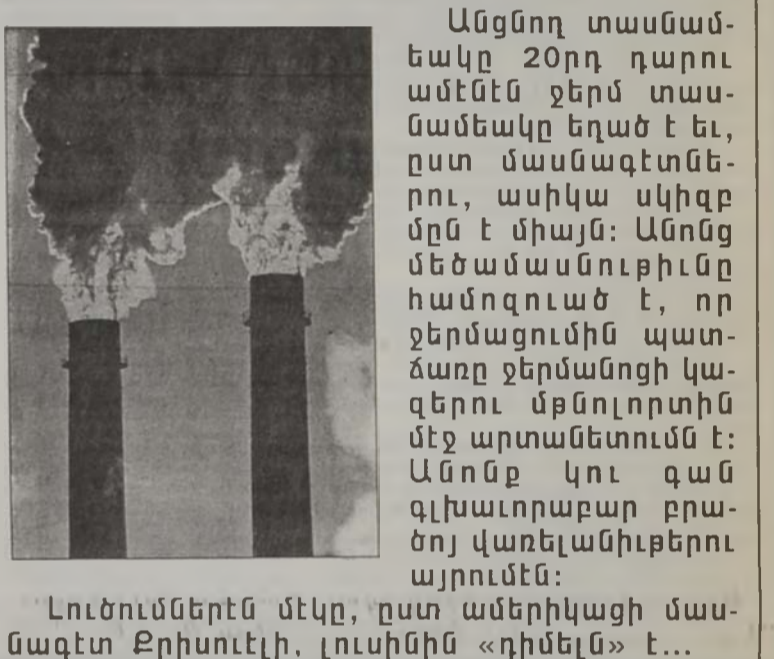 Անցնող տասնամ-
եակը 20րդ դարու
ամէնէն ջերմ տաս-
նամեակը եղած է եւ,
ըստ մասնագէտնե-
րու, ասիկա սկիզբ
մըն է միայն: Անոնց
մեծամասնութիւնը
համոզուած է, որ
ջերմացումին պատ-
ճառը ջերմանոցի կա-
զերու մթնոլորտին
մէջ արտանետումն է:
Անոնք կու գան
գլխաւորաբար բրա-
ծոյ վառելանիւթերու
այրումէն:
Լուծումներէն մէկը, ըստ ամերիկացի մաս-
նագէտ Քրիսուէլի, լուսինին «դիմելն» է...